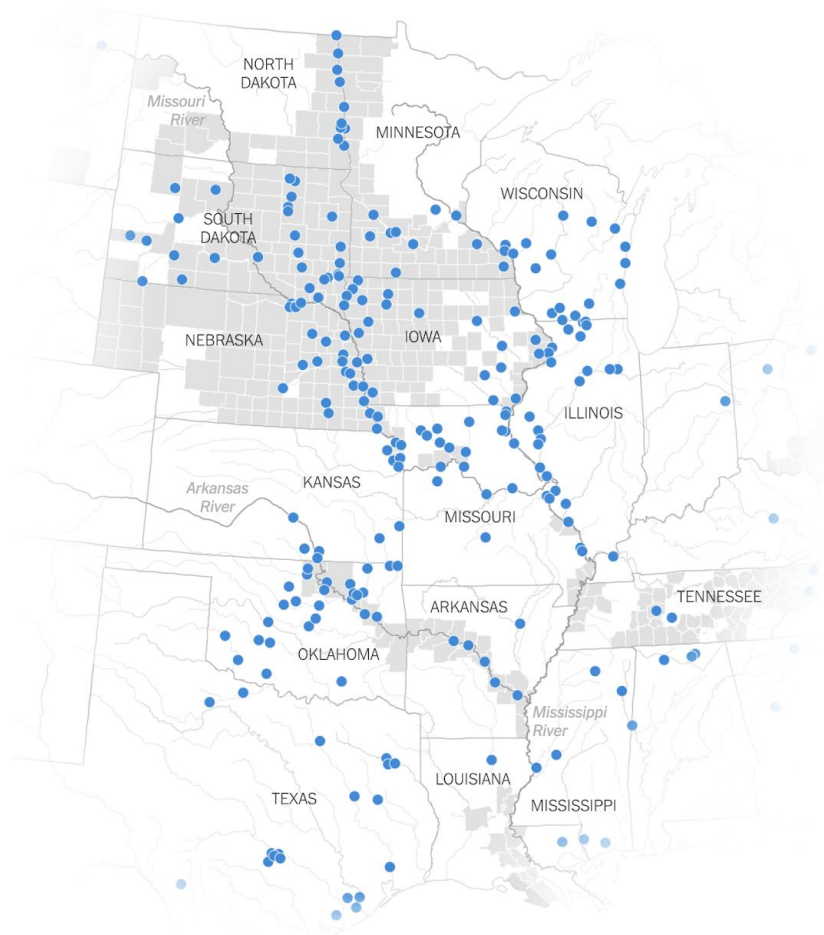 NORTH
DAKOTA
Missouri
River
MINNESOTA
WISCONSIN
SOUTH
DAKOTA
NEBRASKA
IOWA
ILLINOIS
KANSAS
Arkansas
River
MISSOURI
TENNESSEE
ARKANSAS
OKLAHOMA
Mississippi
River
LOUISIANA
TEXAS
MISSISSIPPI